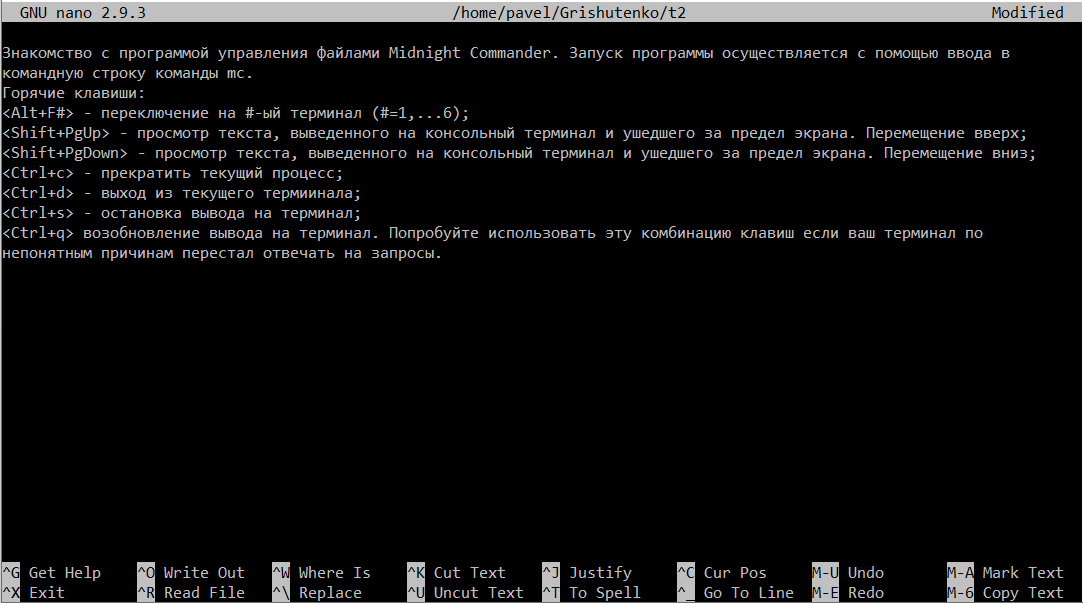 GNU nano 2.9.3 /home/pavel/Grishutenko/t2 Modified
Знакомство с программой управления файлами Midnight Commander. Запуск программы осуществляется с помощью ввода в
командную строку команды mc.
Горячие клавиши:
<Alt+F#> - переключение на #-ый терминал (#=1,...6);
<Shift+PgUp> - просмотр текста, выведенного на консольный терминал и ушедшего за предел экрана. Перемещение вверх;
<Shift+PgDown> - просмотр текста, выведенного на консольный терминал и ушедшего за предел экрана. Перемещение вниз;
<Ctrl+c> - прекратить текущий процесс;
<Ctrl+d> - выход из текущего термиинала;
<Ctrl+s> - остановка вывода на терминал;
<Ctrl+q> возобновление вывода на терминал. Попробуйте использовать эту комбинацию клавиш если ваш терминал по
непонятным причинам перестал отвечать на запросы.
^G Get Help ^O Write Out ^W Where Is ^K Cut Text ^J Justify ^C Cur Pos M-U Undo M-A Mark Text
^X Exit ^R Read File ^\ Replace ^U Uncut Text ^T To Spell ^_ Go To Line M-E Redo M-6 Copy Text